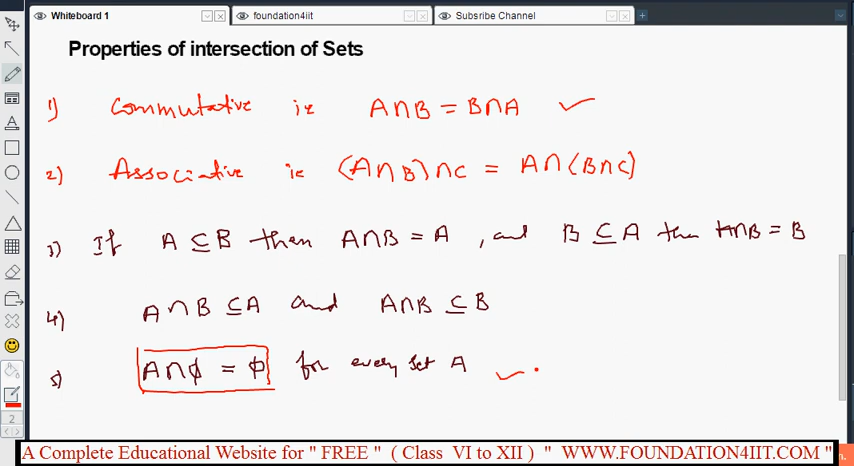 Whiteboard 1 foundation4iit Subsribe Channel
Properties of intersection of Sets
1) Commutative ie A∩B = B∩A
2) Associative ie (A∩B)∩C = A∩(B∩C)
3) If A ⊆ B then A∩B = A , and B ⊆ A then A∩B = B
4) A∩B ⊆ A and A∩B ⊆ B
5) A∩ϕ = ϕ for every set A
2
A Complete Educational Website for " FREE " ( Class VI to XII ) " WWW.FOUNDATION4IIT.COM "